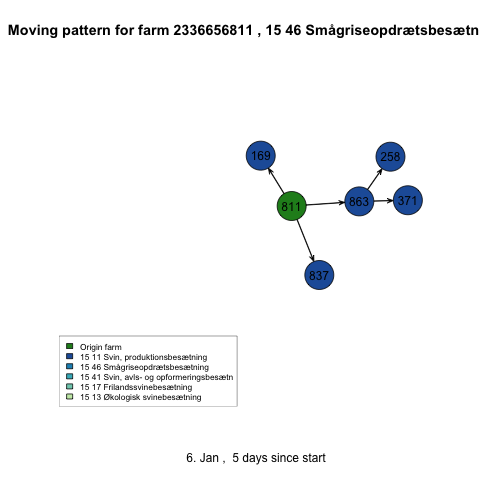 Moving pattern for farm 2336656811 , 15 46 Smågriseopdrætsbesætn
169
258
811
863
371
837
Origin farm
15 11 Svin, produktionsbesætning
15 46 Smågriseopdrætsbesætning
15 41 Svin, avls- og opformeringsbesætn
15 17 Frilandssvinebesætning
15 13 Økologisk svinebesætning
6. Jan ,  5 days since start